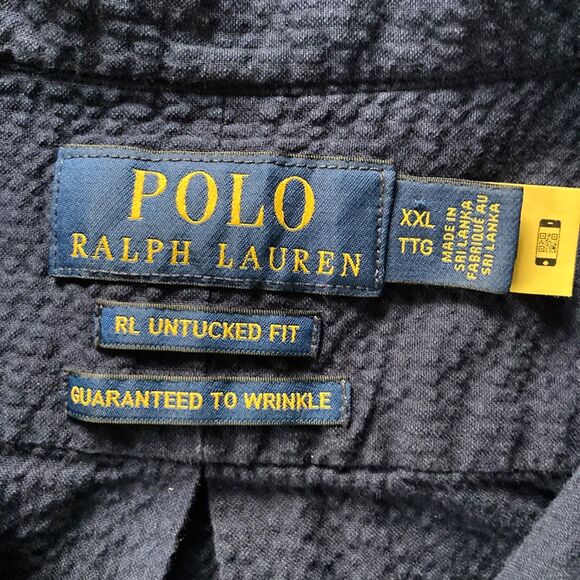 POLO
RALPH LAUREN
XXL
TTG
MADE IN
SRI LANKA
FABRIQUÉ AU
SRI LANKA
RL UNTUCKED FIT
GUARANTEED TO WRINKLE